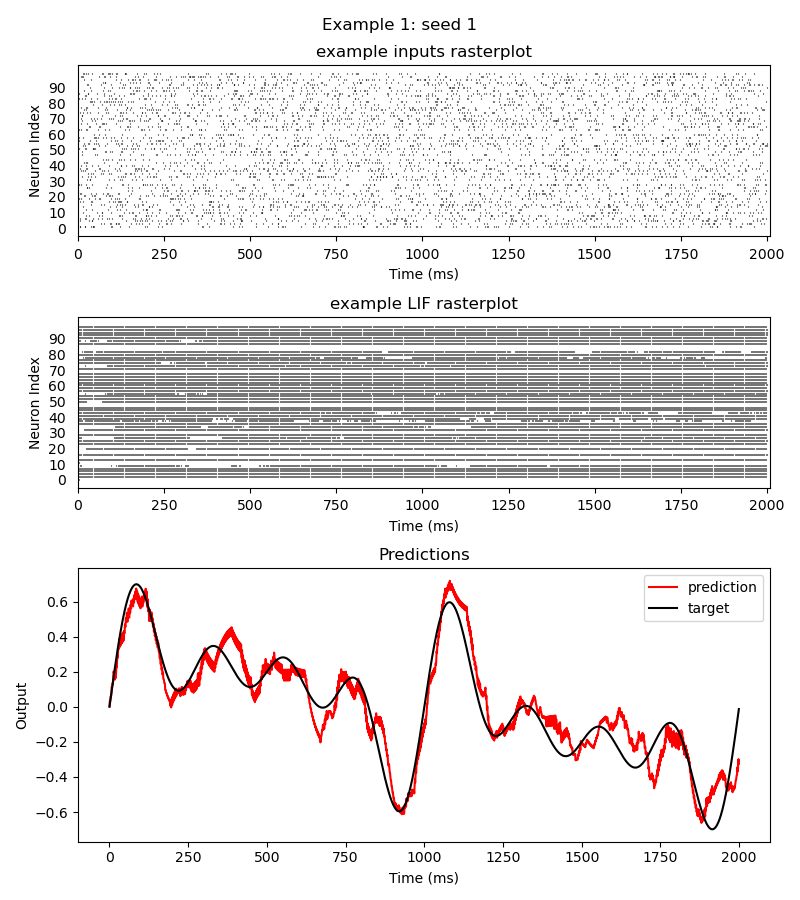 Example 1: seed 1
example inputs rasterplot
Neuron Index
90
80
70
60
50
40
30
20
10
0
0 250 500 750 1000 1250 1500 1750 2000
Time (ms)
example LIF rasterplot
Neuron Index
90
80
70
60
50
40
30
20
10
0
0 250 500 750 1000 1250 1500 1750 2000
Time (ms)
Predictions
Output
0.6
0.4
0.2
0.0
−0.2
−0.4
−0.6
prediction
target
0 250 500 750 1000 1250 1500 1750 2000
Time (ms)